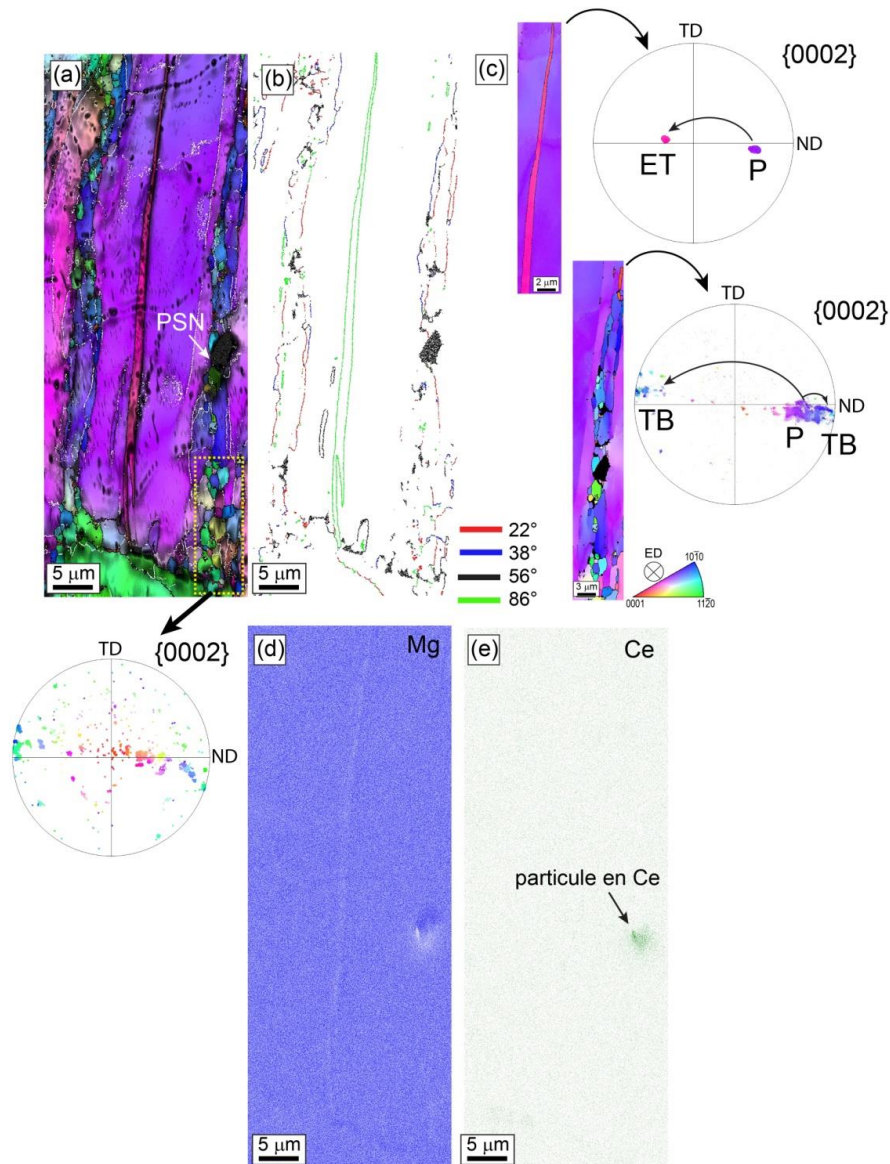 (a)
PSN
5 μm
(b)
22°
38°
56°
86°
(c)
2 μm
TD
{0002}
ND
ET
P
3 μm
TD
{0002}
ND
TB
P
TB
ED
0001
10-10
11-20
TD
{0002}
ND
(d)
Mg
5 μm
(e)
Ce
particule en Ce
5 μm